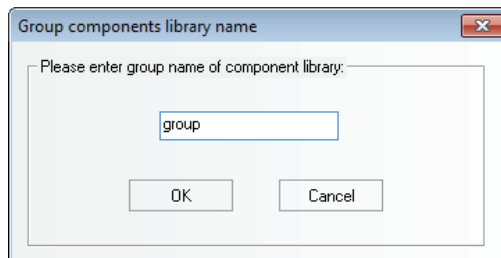 Group components library name
Please enter group name of component library:
group
OK Cancel